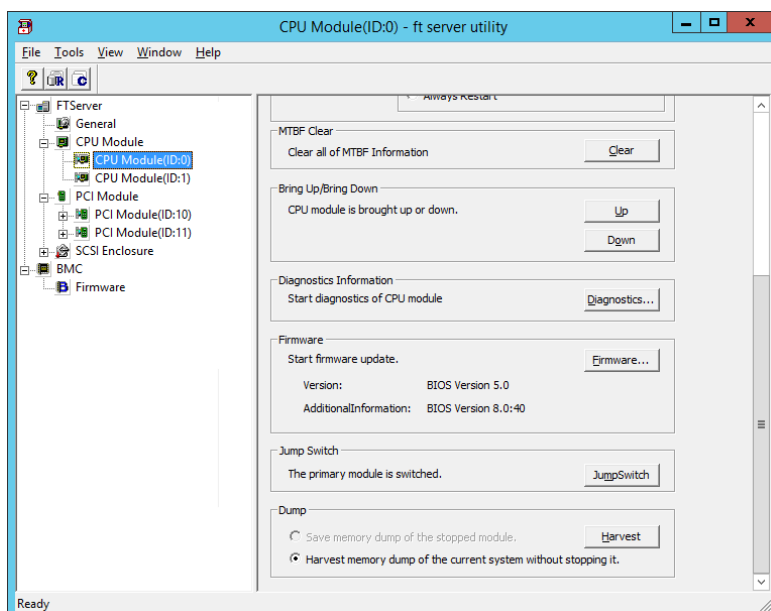 CPU Module(ID:0) - ft server utility
File Tools View Window Help
FTServer
General
CPU Module
CPU Module(ID:0)
CPU Module(ID:1)
PCI Module
PCI Module(ID:10)
PCI Module(ID:11)
SCSI Enclosure
BMC
Firmware
Always Restart
MTBF Clear
Clear all of MTBF Information Clear
Bring Up/Bring Down
CPU module is brought up or down. Up
Down
Diagnostics Information
Start diagnostics of CPU module Diagnostics...
Firmware
Start firmware update. Firmware...
Version: BIOS Version 5.0
AdditionalInformation: BIOS Version 8.0:40
Jump Switch
The primary module is switched. JumpSwitch
Dump
Save memory dump of the stopped module. Harvest
Harvest memory dump of the current system without stopping it.
Ready